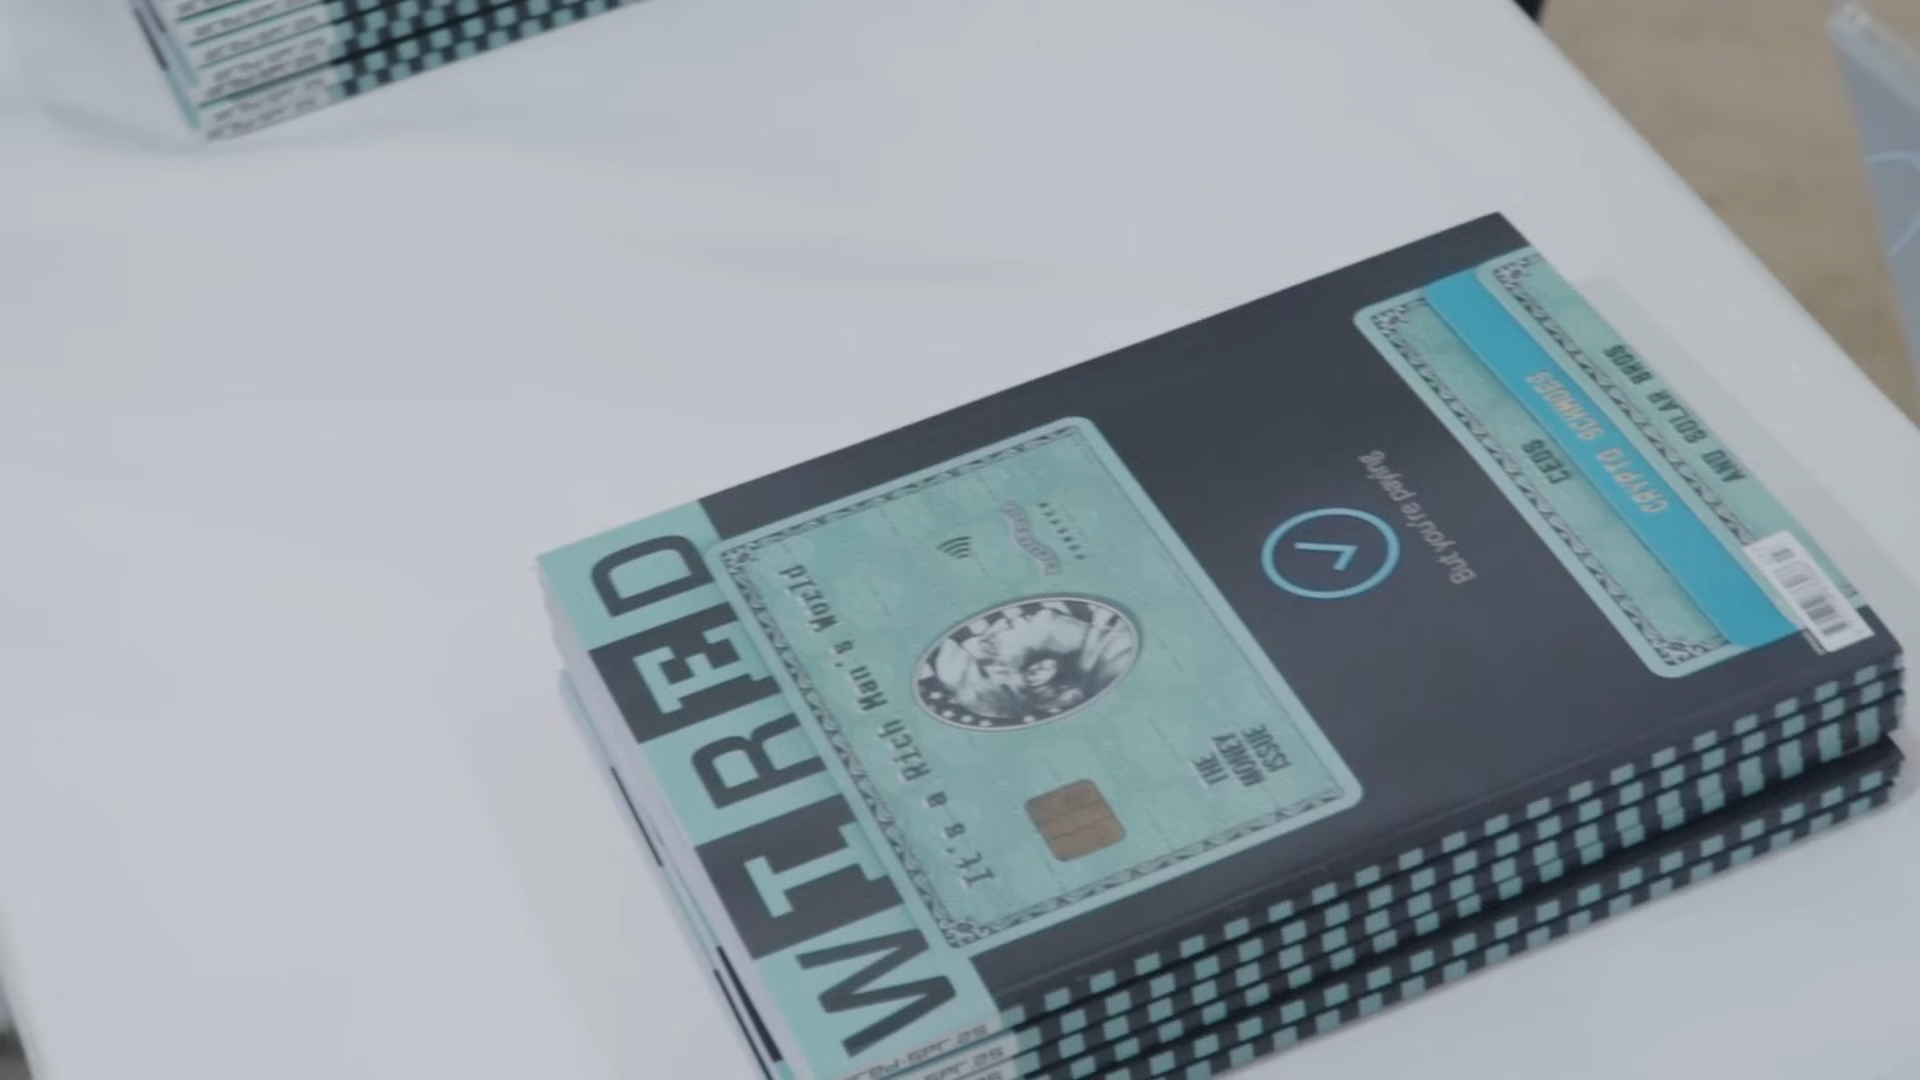 WIRED
It's a Rich Man's World
THE
MONEY
ISSUE
But you're paying
CEOS
CRYPTO SCHMOES
AND SOLAR BROS